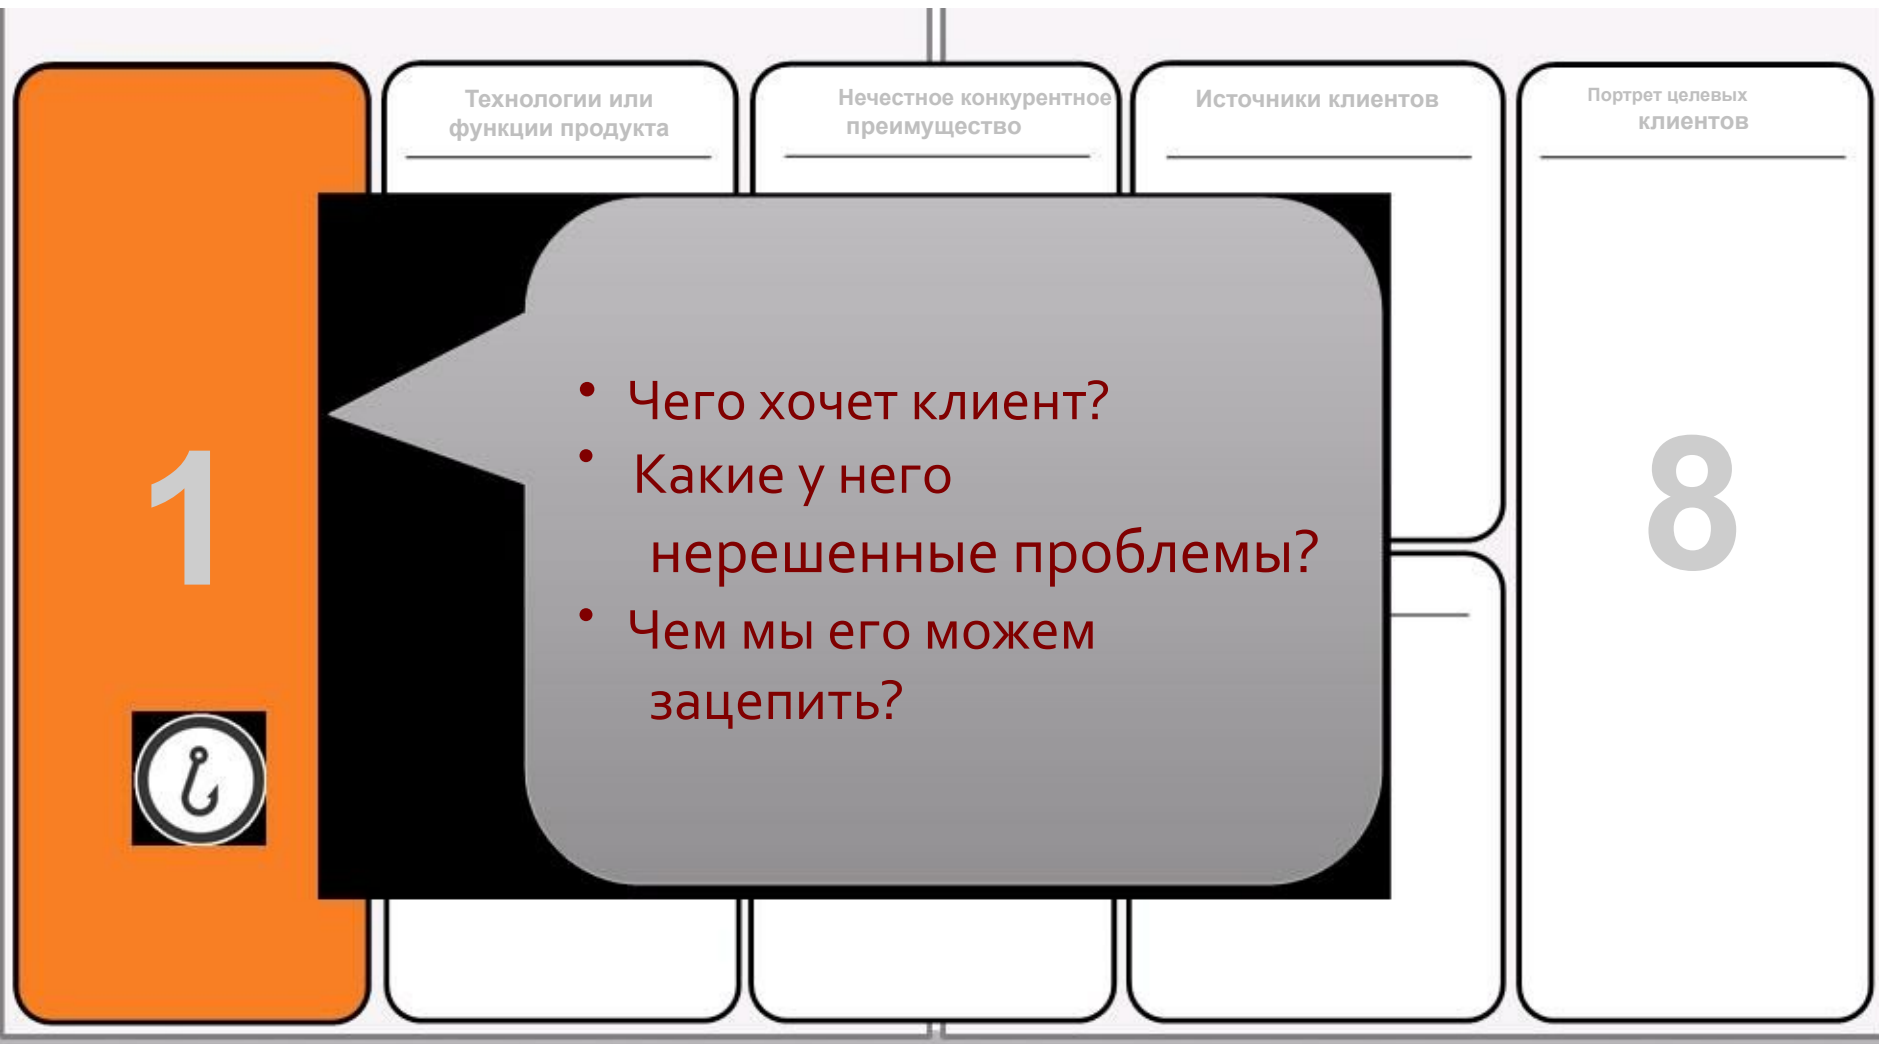 Технологии или
функции продукта
Нечестное конкурентное
преимущество
Источники клиентов
Портрет целевых
клиентов
1
• Чего хочет клиент?
• Какие у него
нерешенные проблемы?
• Чем мы его можем
зацепить?
8